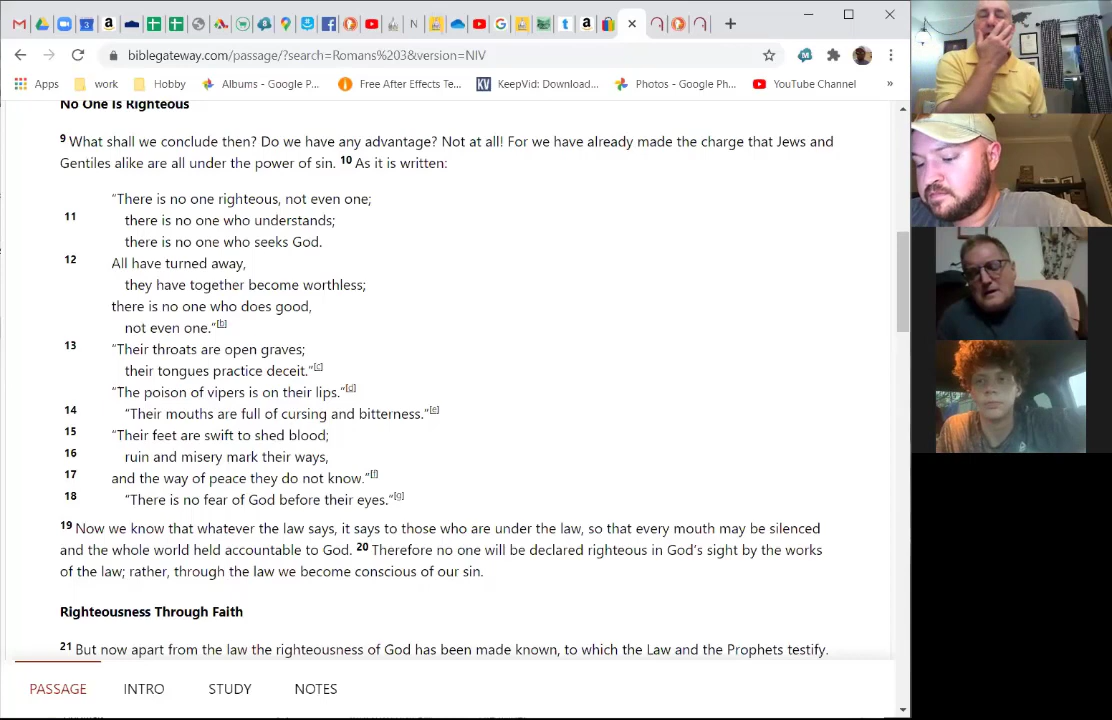 biblegateway.com/passage/?search=Romans%203&version=NIV
Apps work Hobby Albums - Google P... Free After Effects Te... KeepVid: Download... Photos - Google Ph... YouTube Channel »
No One Is Righteous
9 What shall we conclude then? Do we have any advantage? Not at all! For we have already made the charge that Jews and
Gentiles alike are all under the power of sin. 10 As it is written:
“There is no one righteous, not even one;
11 there is no one who understands;
there is no one who seeks God.
12 All have turned away,
they have together become worthless;
there is no one who does good,
not even one.”[b]
13 “Their throats are open graves;
their tongues practice deceit.”[c]
“The poison of vipers is on their lips.”[d]
14 “Their mouths are full of cursing and bitterness.”[e]
15 “Their feet are swift to shed blood;
16 ruin and misery mark their ways,
17 and the way of peace they do not know.”[f]
18 “There is no fear of God before their eyes.”[g]
19 Now we know that whatever the law says, it says to those who are under the law, so that every mouth may be silenced
and the whole world held accountable to God. 20 Therefore no one will be declared righteous in God’s sight by the works
of the law; rather, through the law we become conscious of our sin.
Righteousness Through Faith
21 But now apart from the law the righteousness of God has been made known, to which the Law and the Prophets testify.
PASSAGE INTRO STUDY NOTES